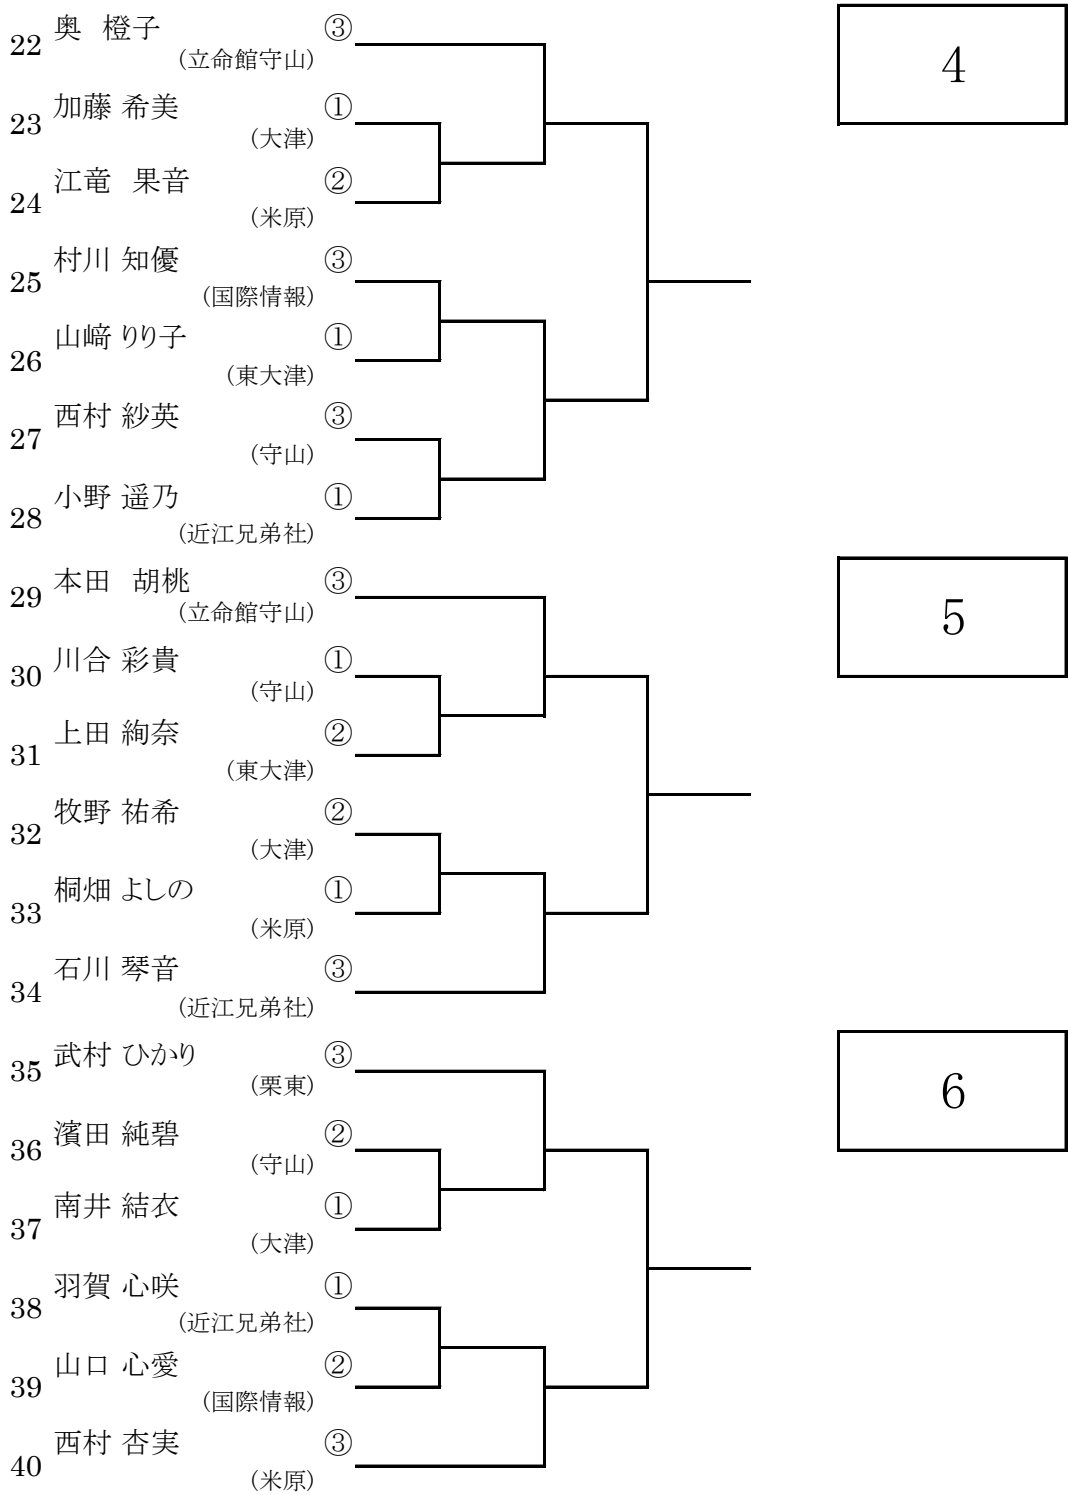 22 奥 橙子 ③
(立命館守山)
4
23 加藤 希美 ①
(大津)
24 江竜 果音 ②
(米原)
25 村川 知優 ③
(国際情報)
26 山﨑 りり子 ①
(東大津)
27 西村 紗英 ③
(守山)
28 小野 遥乃 ①
(近江兄弟社)
29 本田 胡桃 ③
(立命館守山)
5
30 川合 彩貴 ①
(守山)
31 上田 絢奈 ②
(東大津)
32 牧野 祐希 ②
(大津)
33 桐畑 よしの ①
(米原)
34 石川 琴音 ③
(近江兄弟社)
35 武村 ひかり ③
(栗東)
6
36 濱田 純碧 ②
(守山)
37 南井 結衣 ①
(大津)
38 羽賀 心咲 ①
(近江兄弟社)
39 山口 心愛 ②
(国際情報)
40 西村 杏実 ③
(米原)